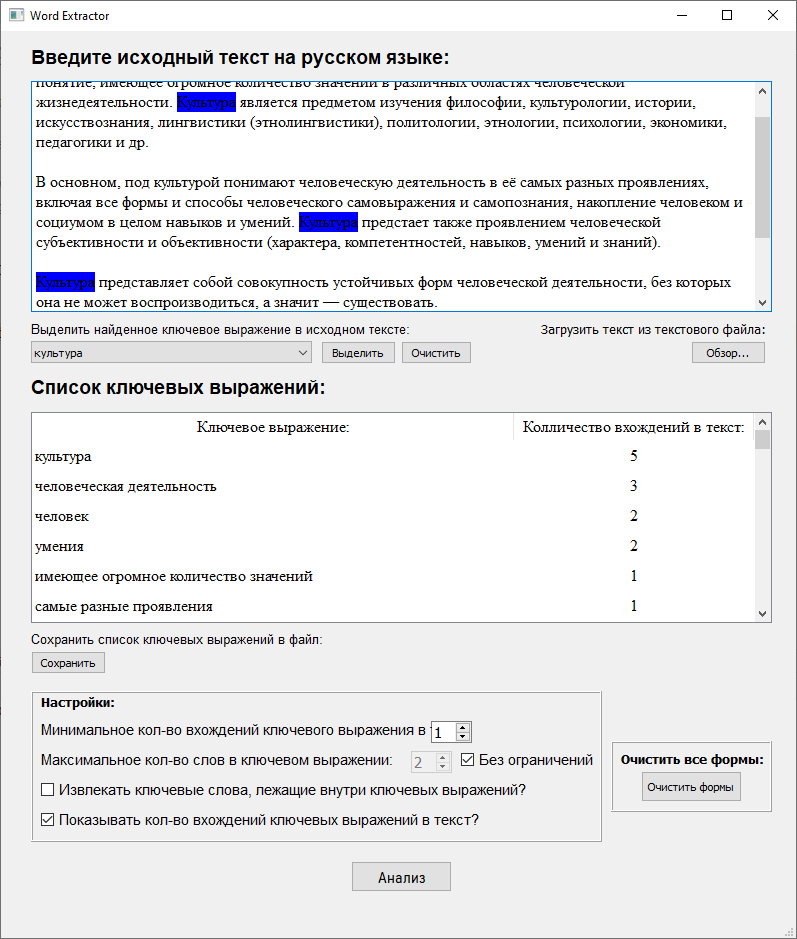 Word Extractor
Введите исходный текст на русском языке:
понятие, имеющее огромное количество значений в различных областях человеческой
жизнедеятельности. Культура является предметом изучения философии, культурологии, истории,
искусствознания, лингвистики (этнолингвистики), политологии, этнологии, психологии, экономики,
педагогики и др.
В основном, под культурой понимают человеческую деятельность в её самых разных проявлениях,
включая все формы и способы человеческого самовыражения и самопознания, накопление человеком и
социумом в целом навыков и умений. Культура предстает также проявлением человеческой
субъективности и объективности (характера, компетентностей, навыков, умений и знаний).
Культура представляет собой совокупность устойчивых форм человеческой деятельности, без которых
она не может воспроизводиться, а значит — существовать.
Выделить найденное ключевое выражение в исходном тексте: Загрузить текст из текстового файла:
культура Выделить Очистить Обзор...
Список ключевых выражений:
Ключевое выражение: Колличество вхождений в текст:
культура 5
человеческая деятельность 3
человек 2
умения 2
имеющее огромное количество значений 1
самые разные проявления 1
Сохранить список ключевых выражений в файл:
Сохранить
Настройки:
Минимальное кол-во вхождений ключевого выражения в 1
Максимальное кол-во слов в ключевом выражении: 2 Без ограничений
Извлекать ключевые слова, лежащие внутри ключевых выражений?
Показывать кол-во вхождений ключевых выражений в текст?
Очистить все формы:
Очистить формы
Анализ